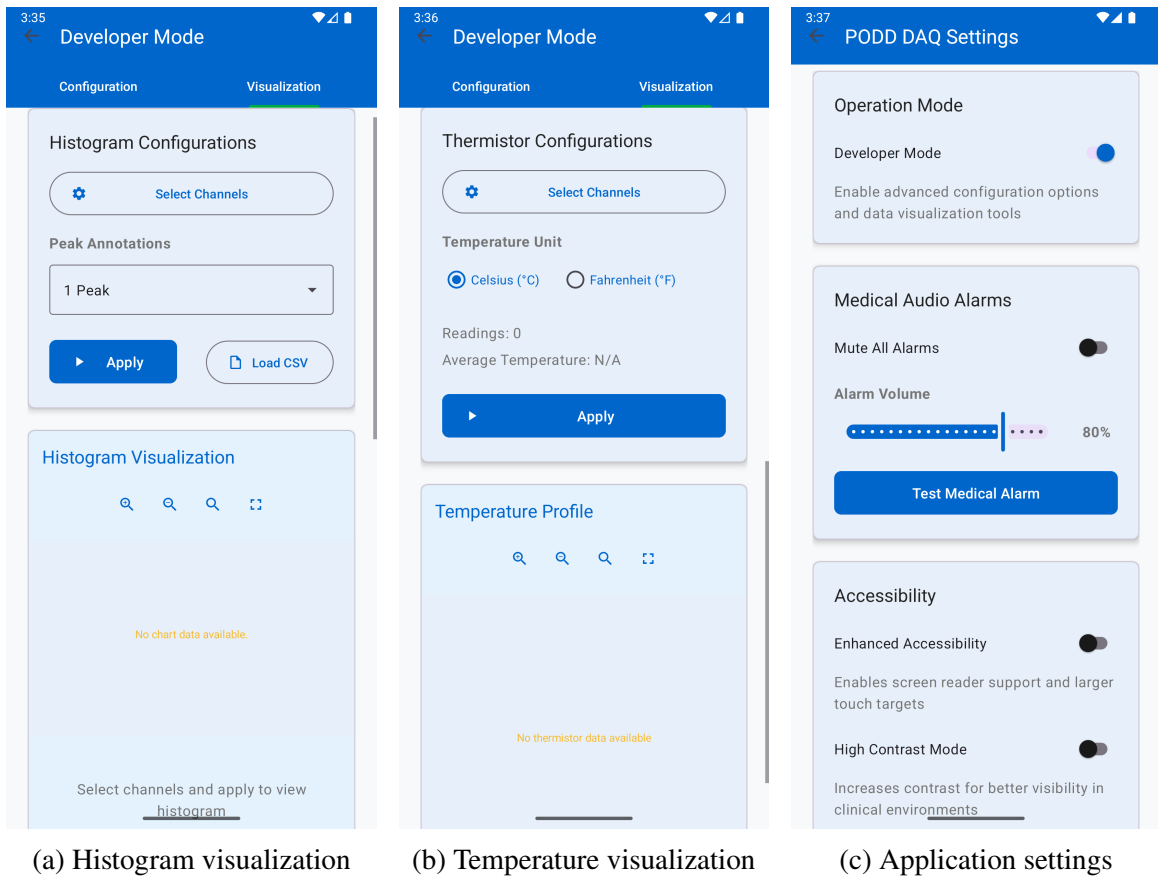 3:35
Developer Mode
Configuration
Visualization
Histogram Configurations
Select Channels
Peak Annotations
1 Peak
Apply
Load CSV
Histogram Visualization
No chart data available.
Select channels and apply to view
histogram
(a) Histogram visualization
3:36
Developer Mode
Configuration
Visualization
Thermistor Configurations
Select Channels
Temperature Unit
Celsius (°C)
Fahrenheit (°F)
Readings: 0
Average Temperature: N/A
Apply
Temperature Profile
No thermistor data available
(b) Temperature visualization
3:37
PODD DAQ Settings
Operation Mode
Developer Mode
Enable advanced configuration options
and data visualization tools
Medical Audio Alarms
Mute All Alarms
Alarm Volume
80%
Test Medical Alarm
Accessibility
Enhanced Accessibility
Enables screen reader support and larger
touch targets
High Contrast Mode
Increases contrast for better visibility in
clinical environments
(c) Application settings